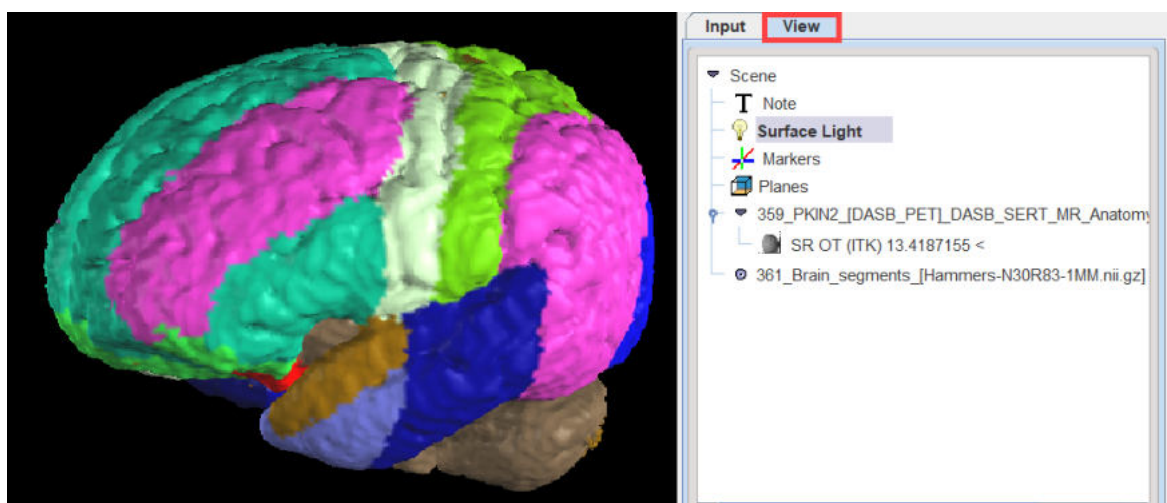 Input View
Scene
T Note
Surface Light
Markers
Planes
359_PKIN2_[DASB_PET]_DASB_SERT_MR_Anatomy
SR OT (ITK) 13.4187155 <
361_Brain_segments_[Hammers-N30R83-1MM.nii.gz]